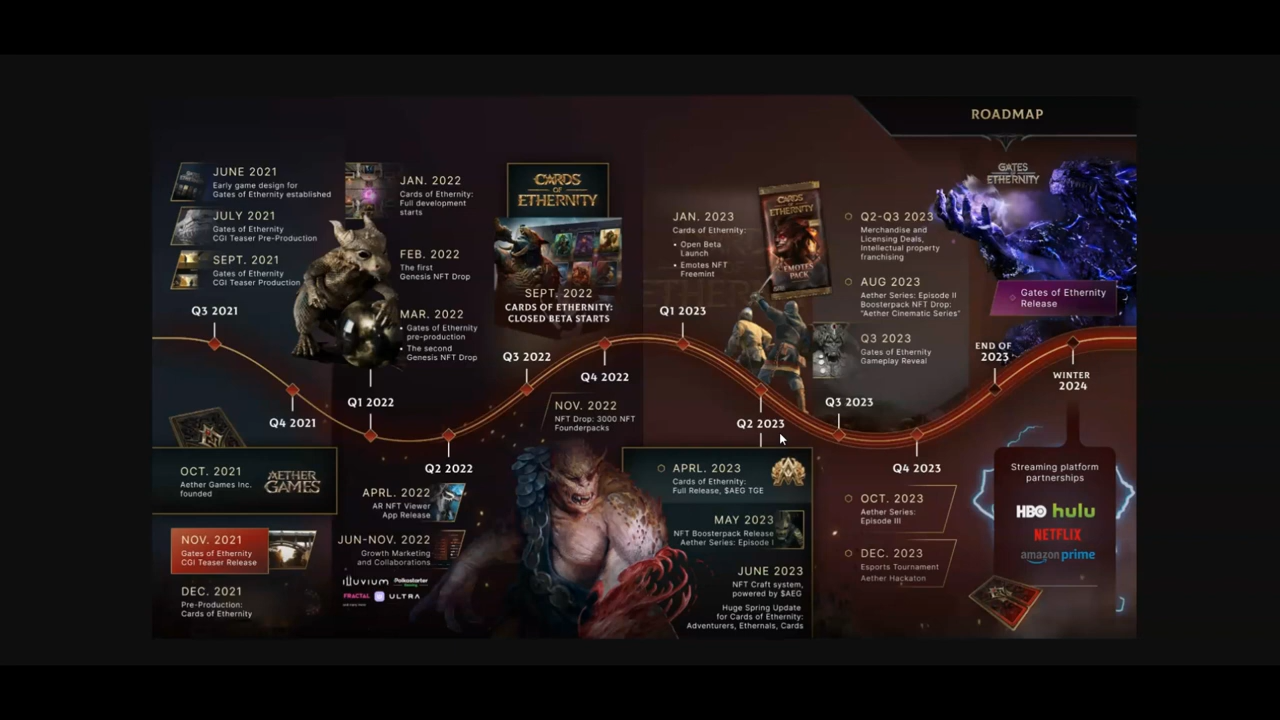 ROADMAP
JUNE 2021
Early game design for
Gates of Ethernity established
JULY 2021
Gates of Ethernity
CGI Teaser Pre-Production
SEPT. 2021
Gates of Ethernity
CGI Teaser Production
Q3 2021
Q4 2021
OCT. 2021
Aether Games Inc.
founded
AETHER
GAMES
NOV. 2021
Gates of Ethernity
CGI Teaser Release
DEC. 2021
Pre-Production:
Cards of Ethernity
JAN. 2022
Cards of Ethernity:
Full development
starts
FEB. 2022
The first
Genesis NFT Drop
MAR. 2022
• Gates of Ethernity
pre-production
• The second
Genesis NFT Drop
Q1 2022
Q2 2022
APRL. 2022
AR NFT Viewer
App Release
JUN-NOV. 2022
Growth Marketing
and Collaborations
ILLUVIUM
Polkastarter
FRACTAL
ULTRA
CARDS
OF
ETHERNITY
SEPT. 2022
CARDS OF ETHERNITY:
CLOSED BETA STARTS
Q3 2022
Q4 2022
NOV. 2022
NFT Drop: 3000 NFT
Founderpacks
JAN. 2023
Cards of Ethernity:
• Open Beta
Launch
• Emotes NFT
Freemint
CARDS
OF
ETHERNITY
EMOTES
PACK
Q1 2023
Q2 2023
APRL. 2023
Cards of Ethernity:
Full Release, $AEG TGE
MAY 2023
NFT Boosterpack Release
Aether Series: Episode I
JUNE 2023
NFT Craft system,
powered by $AEG
Huge Spring Update
for Cards of Ethernity:
Adventurers, Ethernals, Cards
Q2-Q3 2023
Merchandise and
Licensing Deals,
Intellectual property
franchising
AUG 2023
Aether Series: Episode II
Boosterpack NFT Drop:
"Aether Cinematic Series"
Q3 2023
Gates of Ethernity
Gameplay Reveal
Q3 2023
Q4 2023
OCT. 2023
Aether Series:
Episode III
DEC. 2023
Esports Tournament
Aether Hackaton
GATES
OF
ETHERNITY
Gates of Ethernity
Release
END OF
2023
WINTER
2024
Streaming platform
partnerships
HBO hulu
NETFLIX
amazon prime